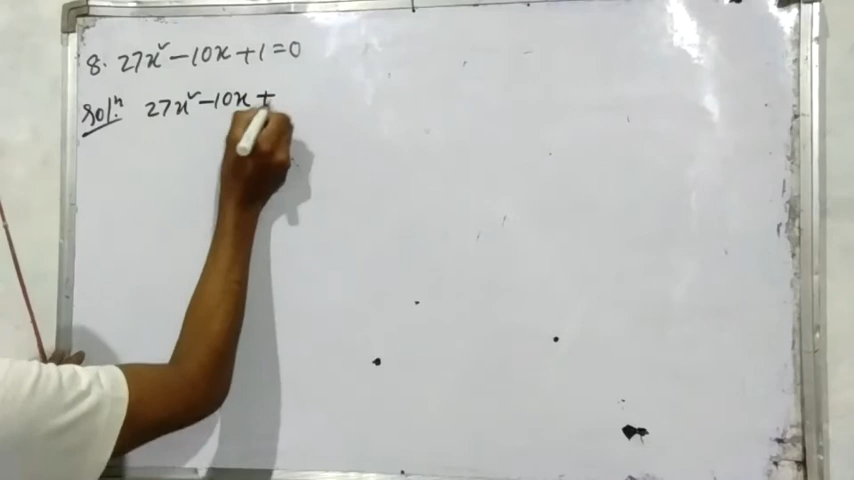 8. 27x² -10x +1=0
Solⁿ. 27x² -10x +